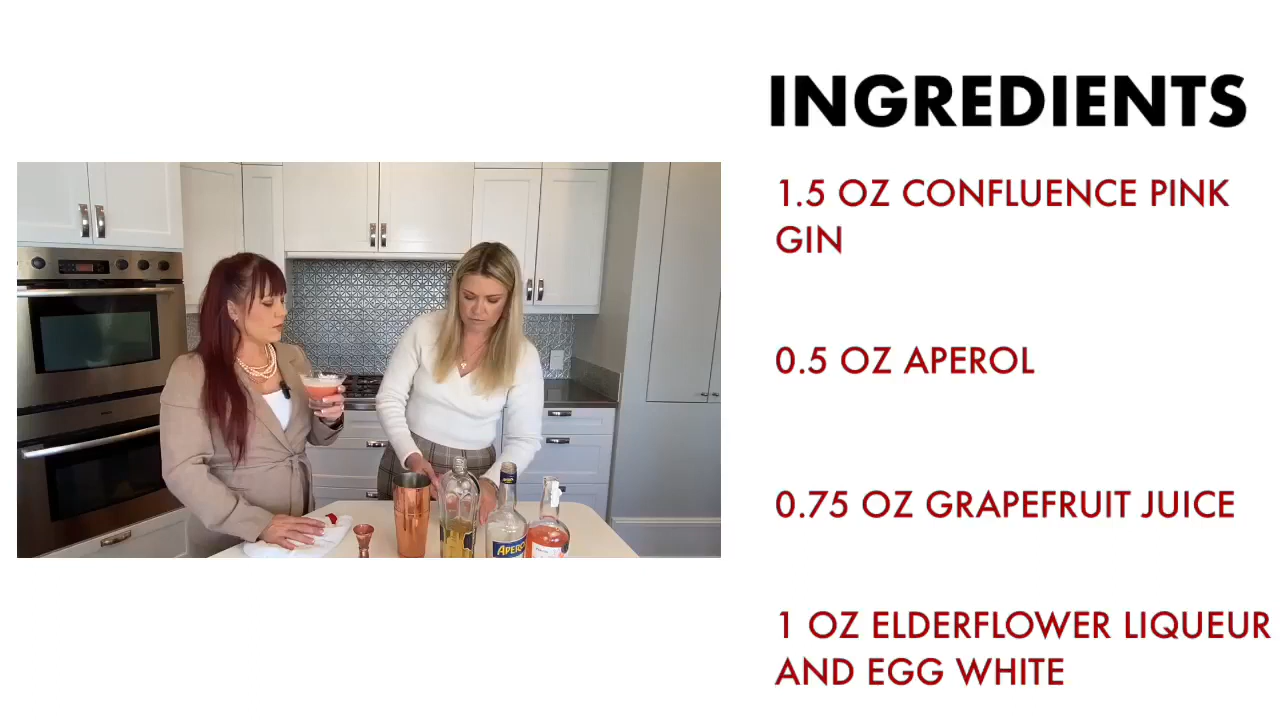 INGREDIENTS
1.5 OZ CONFLUENCE PINK
GIN
0.5 OZ APEROL
0.75 OZ GRAPEFRUIT JUICE
1 OZ ELDERFLOWER LIQUEUR
AND EGG WHITE
APEROL